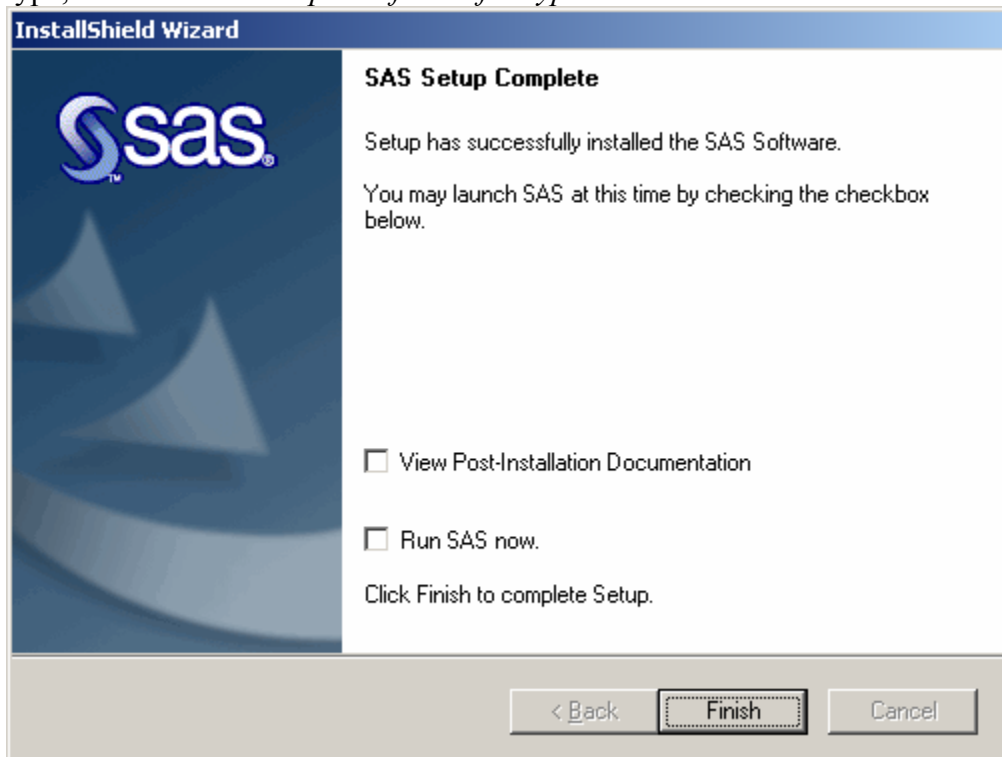 InstallShield Wizard
SAS Setup Complete
sas.
®
TM
Setup has successfully installed the SAS Software.
You may launch SAS at this time by checking the checkbox
below.
View Post-Installation Documentation
Run SAS now.
Click Finish to complete Setup.
< Back
Finish
Cancel